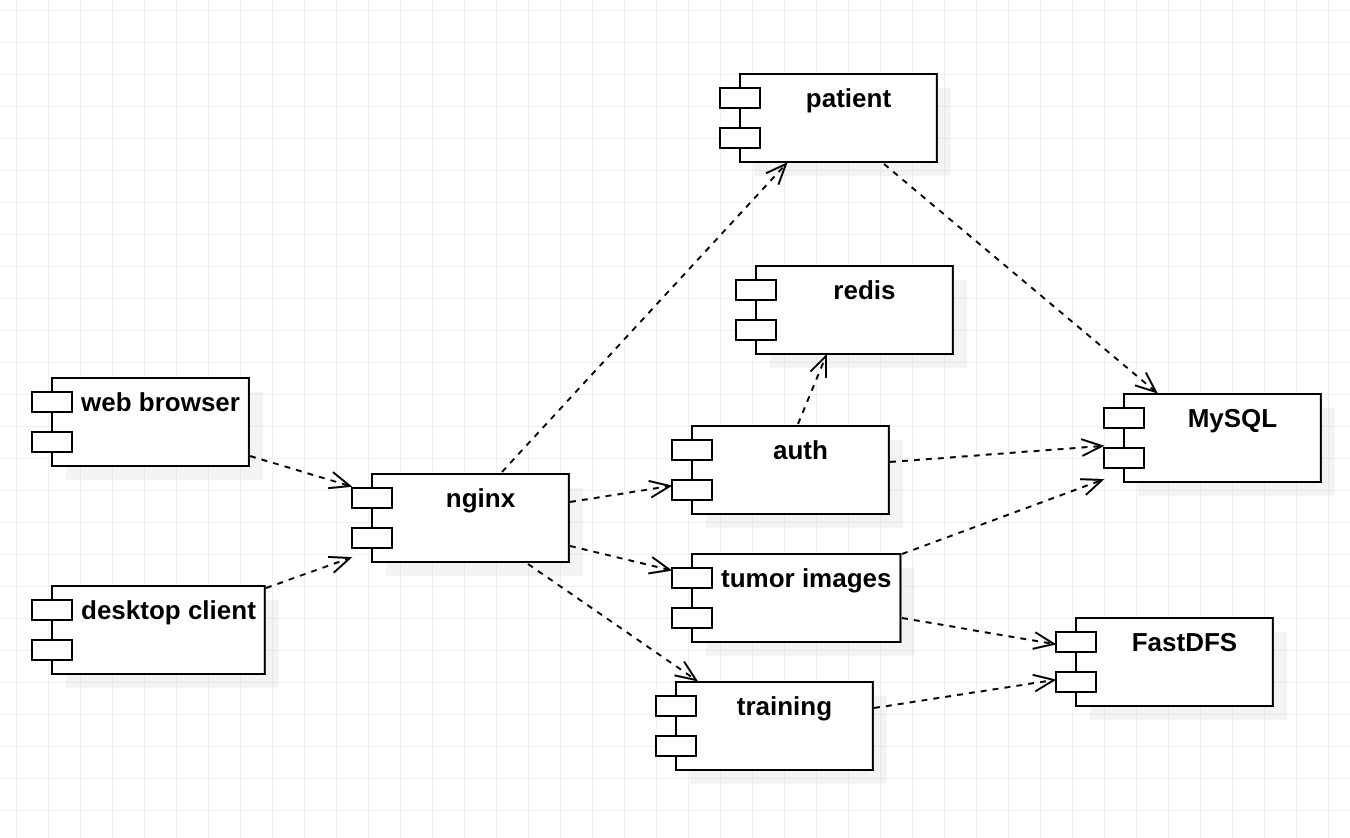 patient
redis
web browser
MySQL
auth
nginx
tumor images
desktop client
FastDFS
training